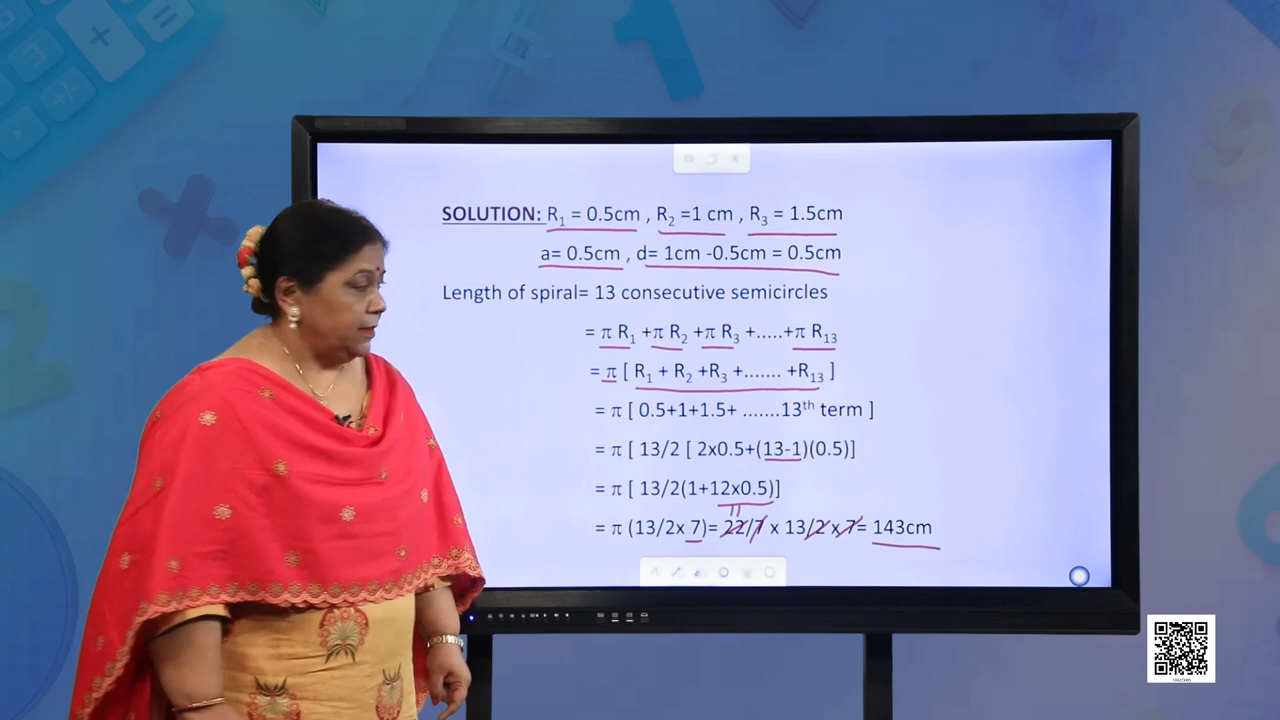 SOLUTION: R₁ = 0.5cm , R₂ =1 cm , R₃ = 1.5cm
a= 0.5cm , d= 1cm -0.5cm = 0.5cm
Length of spiral= 13 consecutive semicircles
= π R₁ +π R₂ +π R₃ +.....+π R₁₃
= π [ R₁ + R₂ +R₃ +....... +R₁₃ ]
= π [ 0.5+1+1.5+ .......13ᵗʰ term ]
= π [ 13/2 [ 2x0.5+(13-1)(0.5)]
= π [ 13/2(1+12x0.5)]
11
= π (13/2x 7)= 22/7 x 13/2 x 7= 143cm